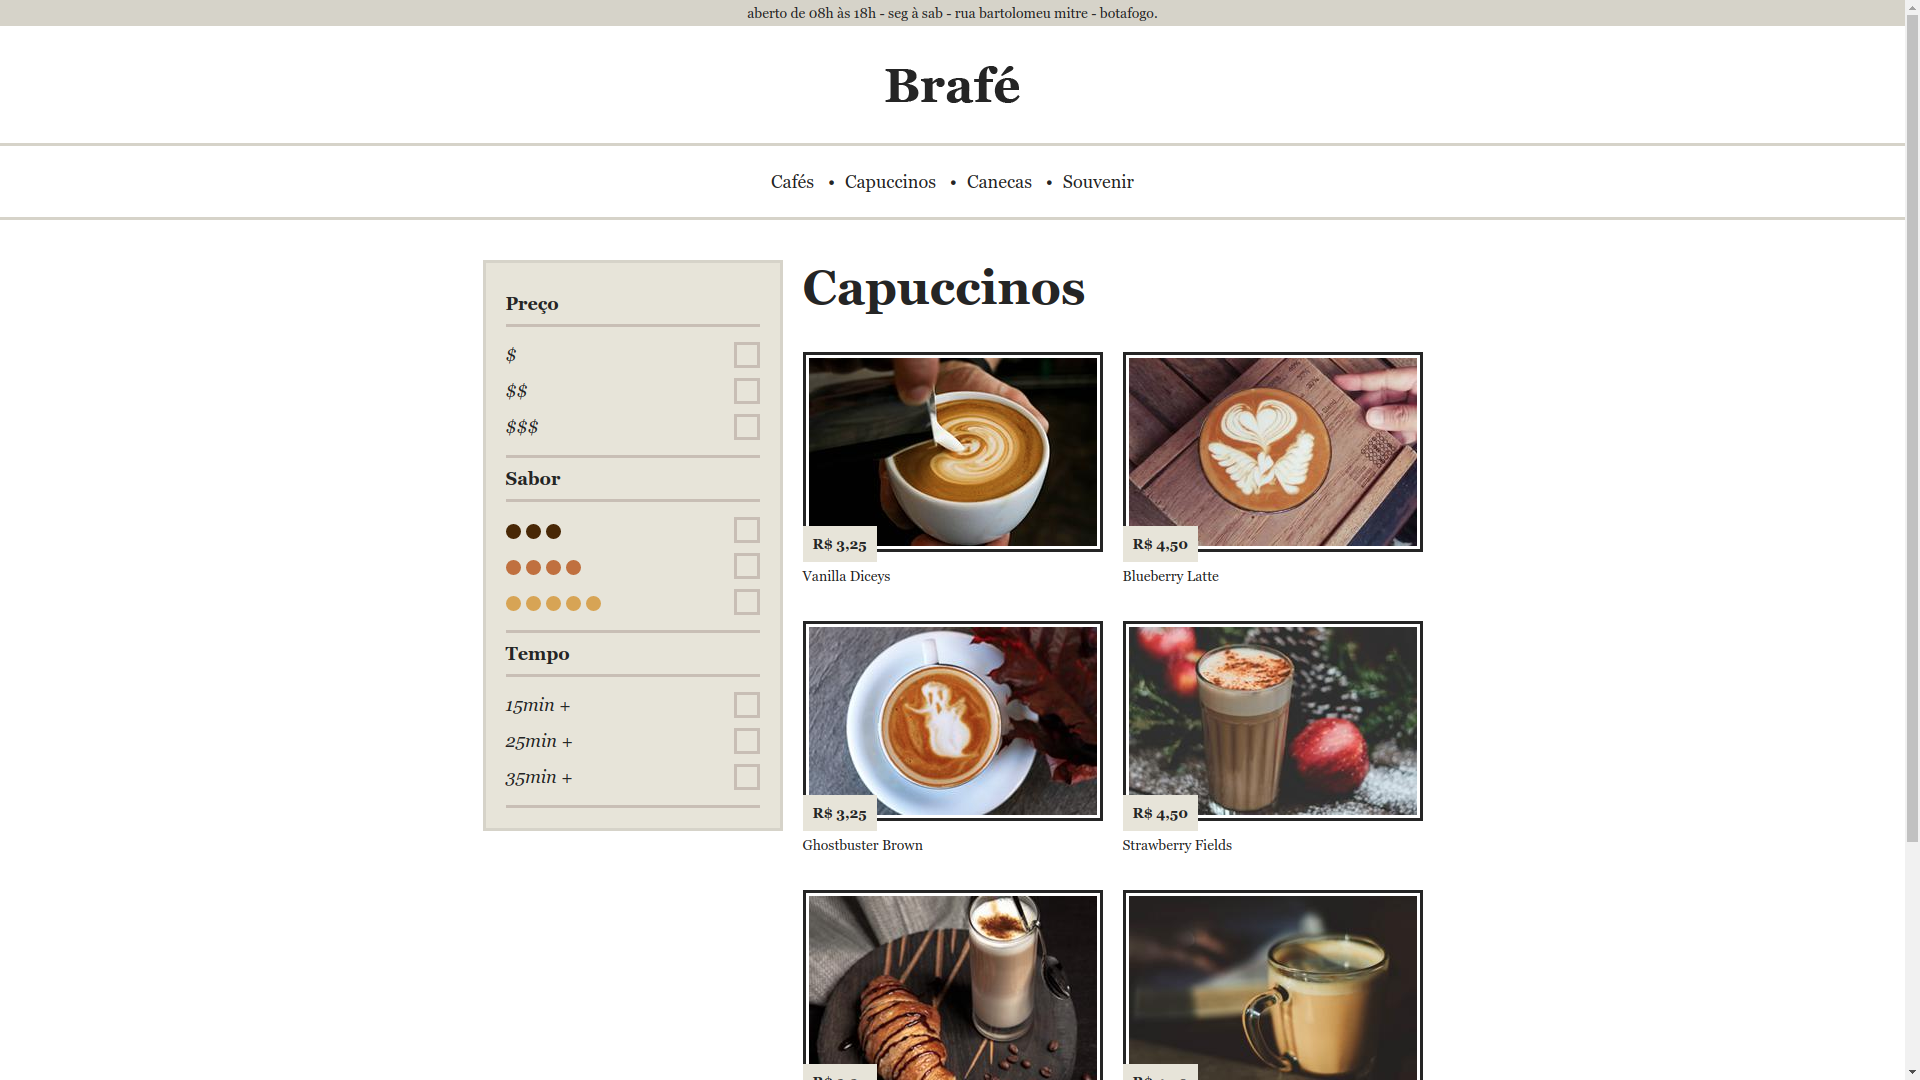 aberto de 08h às 18h - seg à sab - rua bartolomeu mitre - botafogo.
Brafé
Cafés • Capuccinos • Canecas • Souvenir
Preço
$
$$
$$$
Sabor
Tempo
15min +
25min +
35min +
Capuccinos
R$ 3,25
Vanilla Diceys
R$ 4,50
Blueberry Latte
R$ 3,25
Ghostbuster Brown
R$ 4,50
Strawberry Fields